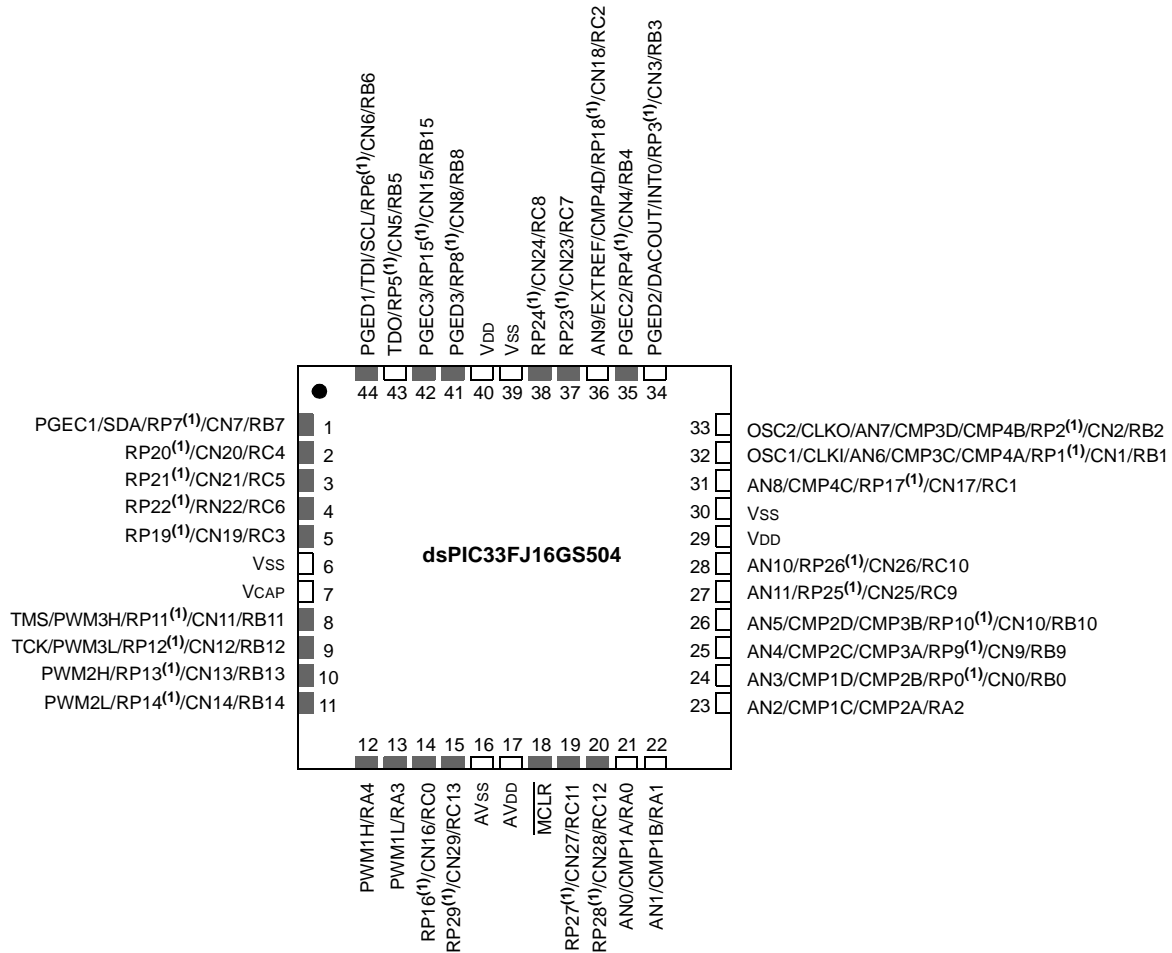 PGED1/TDI/SCL/RP6(1)/CN6/RB6
TDO/RP5(1)/CN5/RB5
PGEC3/RP15(1)/CN15/RB15
PGED3/RP8(1)/CN8/RB8
VDD
VSS
RP24(1)/CN24/RC8
RP23(1)/CN23/RC7
AN9/EXTREF/CMP4D/RP18(1)/CN18/RC2
PGEC2/RP4(1)/CN4/RB4
PGED2/DACOUT/INT0/RP3(1)/CN3/RB3
44 43 42 41 40 39 38 37 36 35 34
PGEC1/SDA/RP7(1)/CN7/RB7 1
RP20(1)/CN20/RC4 2
RP21(1)/CN21/RC5 3
RP22(1)/RN22/RC6 4
RP19(1)/CN19/RC3 5
VSS 6
VCAP 7
TMS/PWM3H/RP11(1)/CN11/RB11 8
TCK/PWM3L/RP12(1)/CN12/RB12 9
PWM2H/RP13(1)/CN13/RB13 10
PWM2L/RP14(1)/CN14/RB14 11
dsPIC33FJ16GS504
33 OSC2/CLKO/AN7/CMP3D/CMP4B/RP2(1)/CN2/RB2
32 OSC1/CLKI/AN6/CMP3C/CMP4A/RP1(1)/CN1/RB1
31 AN8/CMP4C/RP17(1)/CN17/RC1
30 VSS
29 VDD
28 AN10/RP26(1)/CN26/RC10
27 AN11/RP25(1)/CN25/RC9
26 AN5/CMP2D/CMP3B/RP10(1)/CN10/RB10
25 AN4/CMP2C/CMP3A/RP9(1)/CN9/RB9
24 AN3/CMP1D/CMP2B/RP0(1)/CN0/RB0
23 AN2/CMP1C/CMP2A/RA2
12 13 14 15 16 17 18 19 20 21 22
PWM1H/RA4
PWM1L/RA3
RP16(1)/CN16/RC0
RP29(1)/CN29/RC13
AVSS
AVDD
MCLR
RP27(1)/CN27/RC11
RP28(1)/CN28/RC12
AN0/CMP1A/RA0
AN1/CMP1B/RA1